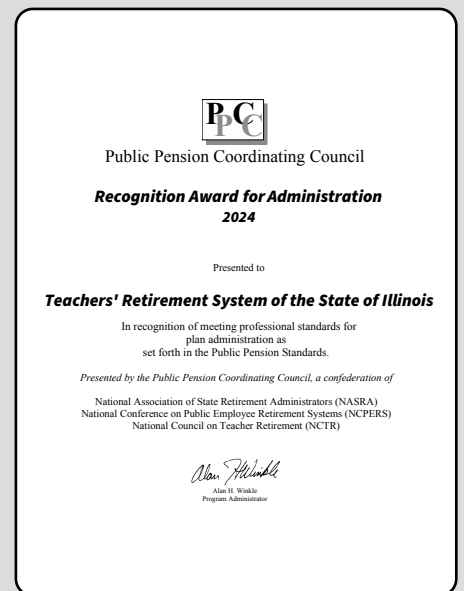 PPCC
Public Pension Coordinating Council
Recognition Award for Administration
2024
Presented to
Teachers' Retirement System of the State of Illinois
In recognition of meeting professional standards for
plan administration as
set forth in the Public Pension Standards.
Presented by the Public Pension Coordinating Council, a confederation of
National Association of State Retirement Administrators (NASRA)
National Conference on Public Employee Retirement Systems (NCPERS)
National Council on Teacher Retirement (NCTR)
Alan H Winkle
Alan H. Winkle
Program Administrator